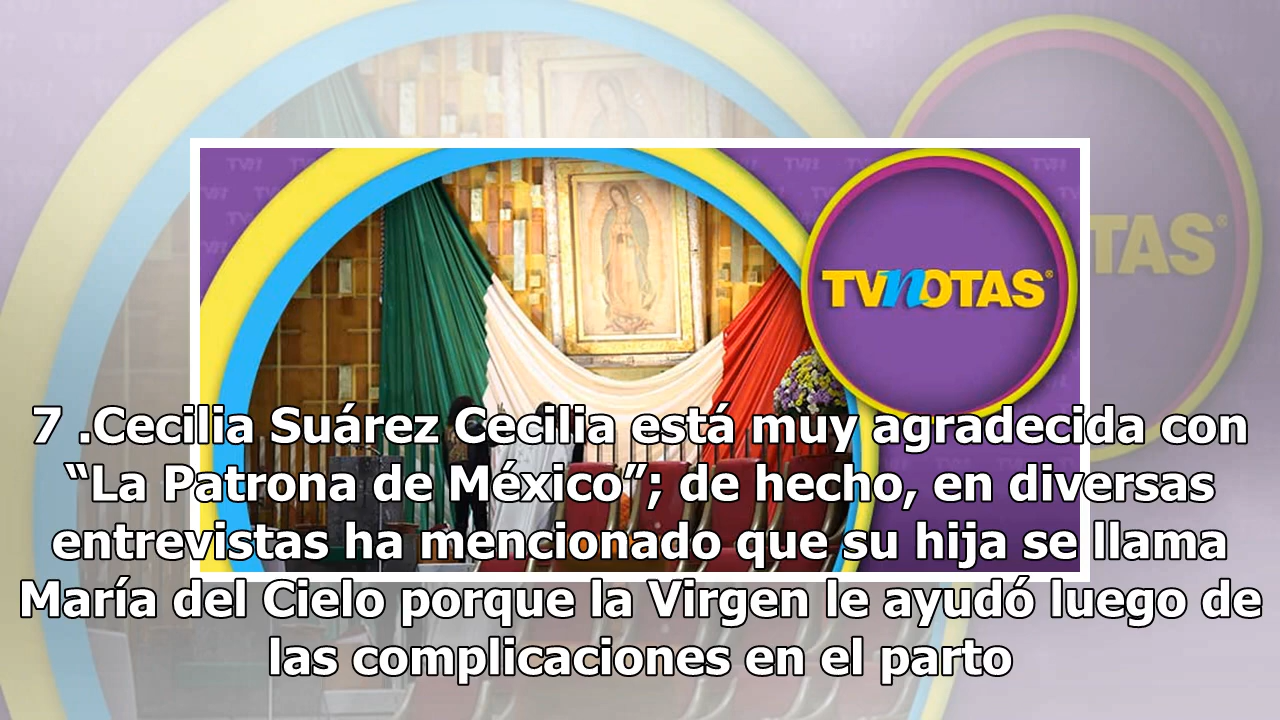 TVNOTAS
TAS
7 .Cecilia Suárez Cecilia está muy agradecida con
“La Patrona de México”; de hecho, en diversas
entrevistas ha mencionado que su hija se llama
María del Cielo porque la Virgen le ayudó luego de
las complicaciones en el parto